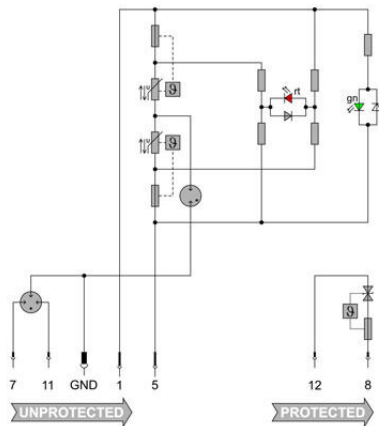 U
ϑ
rt
gn
U
ϑ
ϑ
7 11 GND 1 5 12 8
UNPROTECTED PROTECTED